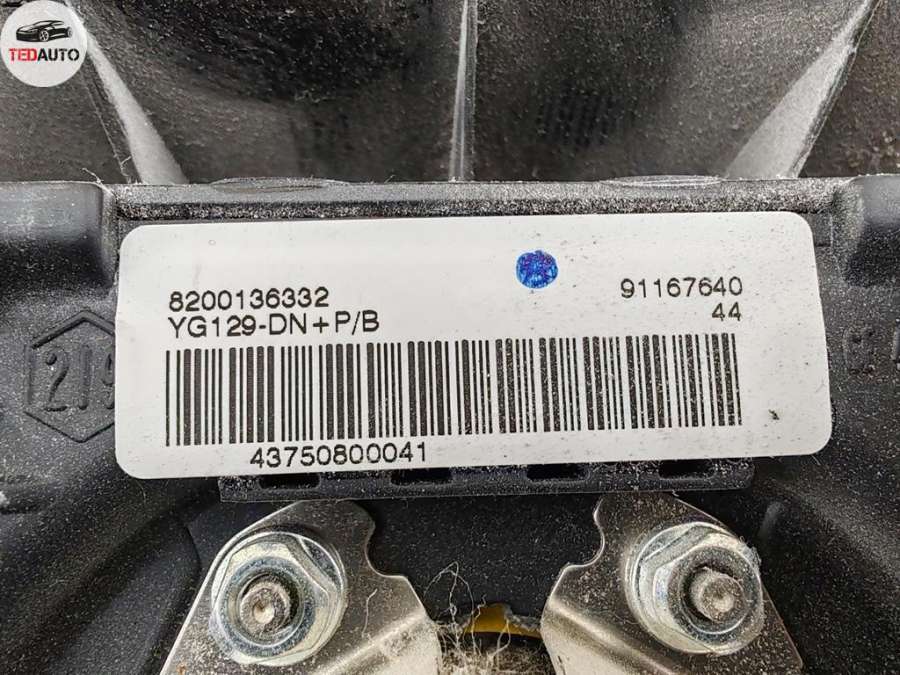 TEDAUTO
8200136332
91167640
YG129-DN+P/B
44
43750800041